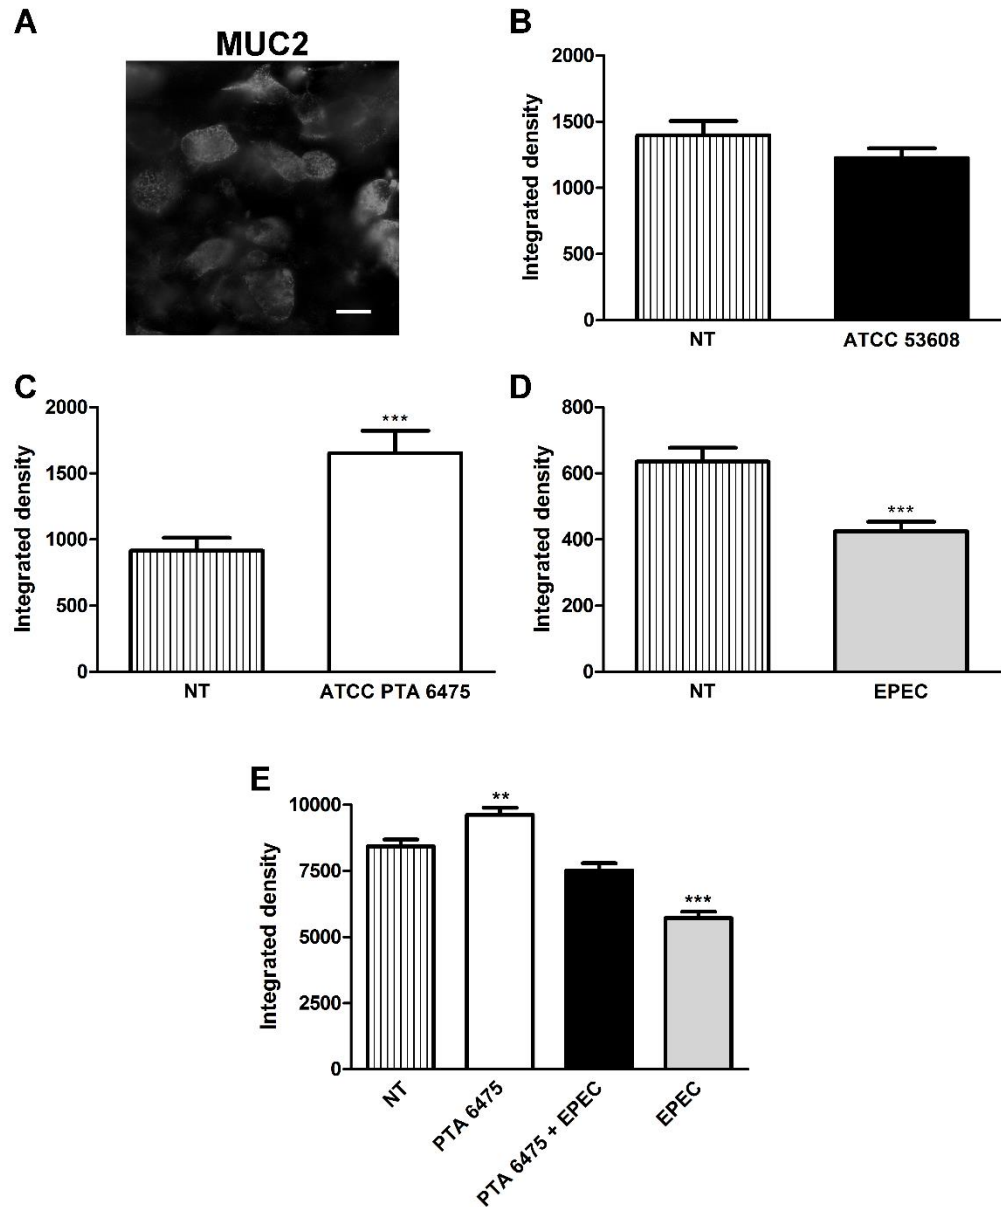 A
MUC2
B
Integrated density
2000
1500
1000
500
0
NT
ATCC 53608
C
Integrated density
2000
1500
1000
500
0
***
NT
ATCC PTA 6475
D
Integrated density
800
600
400
200
0
***
NT
EPEC
E
Integrated density
10000
7500
5000
2500
0
**
***
NT
PTA 6475
PTA 6475 + EPEC
EPEC